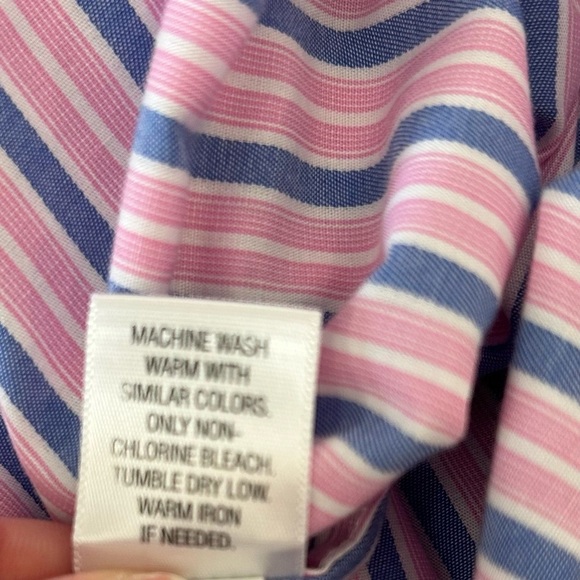 MACHINE WASH
WARM WITH
SIMILAR COLORS.
ONLY NON-
CHLORINE BLEACH.
TUMBLE DRY LOW.
WARM IRON
IF NEEDED.